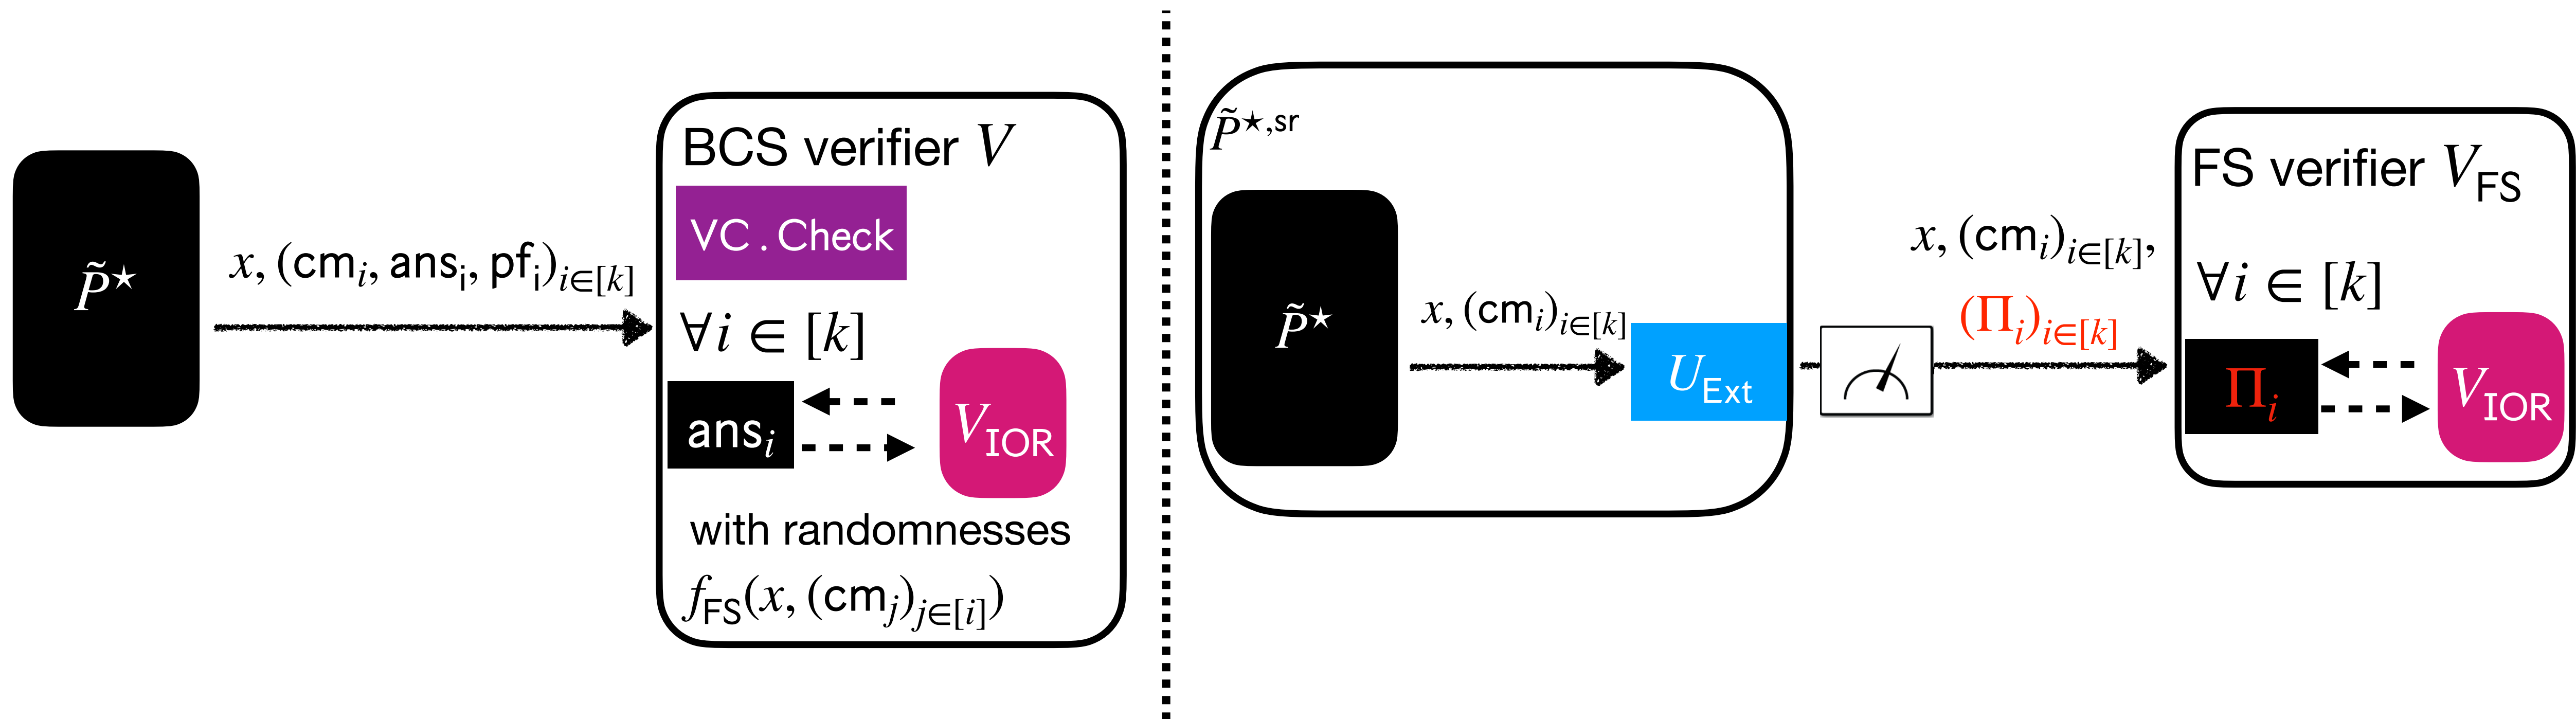 P̃⋆
x, (cmᵢ, ansᵢ, pfᵢ)ᵢ∈[k]
BCS verifier V
VC . Check
∀i ∈ [k]
ansᵢ
V_IOR
with randomnesses
f_FS(x, (cmⱼ)ⱼ∈[i])
P̃⋆,sr
P̃⋆
x, (cmᵢ)ᵢ∈[k]
U_Ext
x, (cmᵢ)ᵢ∈[k],
(Πᵢ)ᵢ∈[k]
FS verifier V_FS
∀i ∈ [k]
Πᵢ
V_IOR